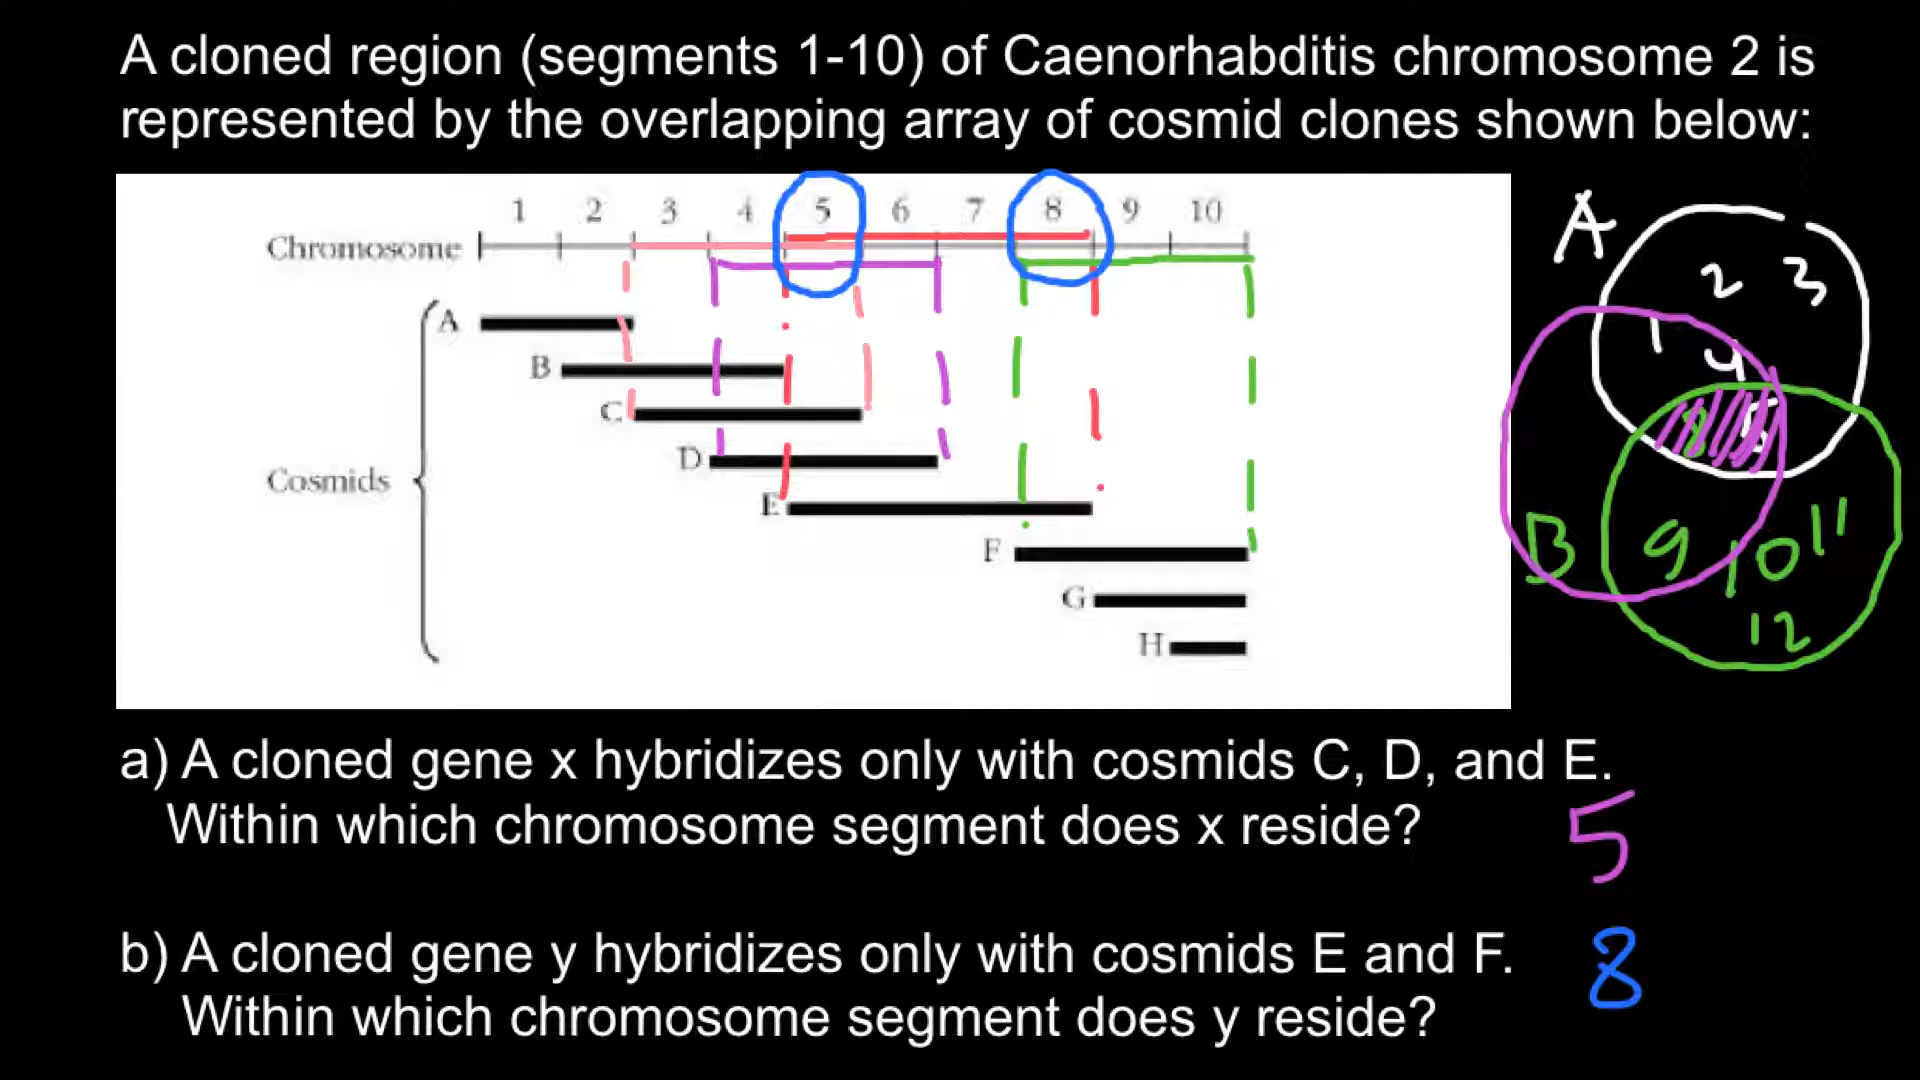 A cloned region (segments 1-10) of Caenorhabditis chromosome 2 is
represented by the overlapping array of cosmid clones shown below:
1 2 3 4 5 6 7 8 9 10
Chromosome
A
B
C
D
Cosmids
E
F
G
H
A
2 3
1 4
B 9 10 11
12
a) A cloned gene x hybridizes only with cosmids C, D, and E.
Within which chromosome segment does x reside?
5
b) A cloned gene y hybridizes only with cosmids E and F.
8
Within which chromosome segment does y reside?